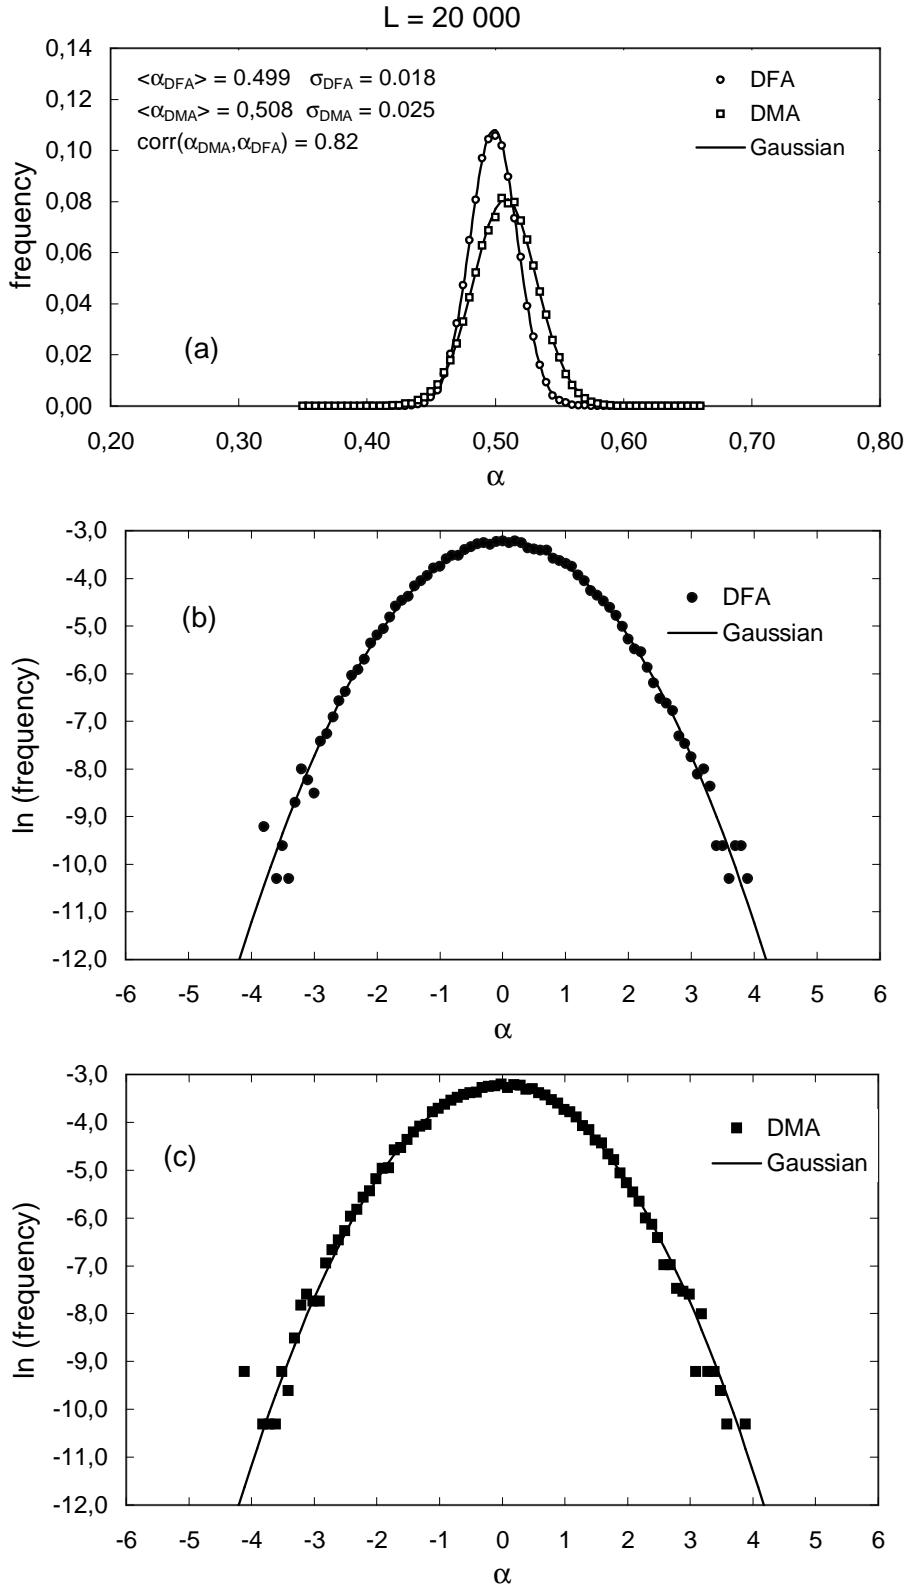 L = 20 000
0,14
0,12
0,10
0,08
0,06
0,04
0,02
0,00
frequency
<α_DFA> = 0.499 σ_DFA = 0.018
<α_DMA> = 0,508 σ_DMA = 0.025
corr(α_DMA,α_DFA) = 0.82
DFA
DMA
Gaussian
(a)
0,20 0,30 0,40 0,50 0,60 0,70 0,80
α
-3,0
-4,0
-5,0
-6,0
-7,0
-8,0
-9,0
-10,0
-11,0
-12,0
ln (frequency)
(b)
DFA
Gaussian
-6 -5 -4 -3 -2 -1 0 1 2 3 4 5 6
α
-3,0
-4,0
-5,0
-6,0
-7,0
-8,0
-9,0
-10,0
-11,0
-12,0
ln (frequency)
(c)
DMA
Gaussian
-6 -5 -4 -3 -2 -1 0 1 2 3 4 5 6
α